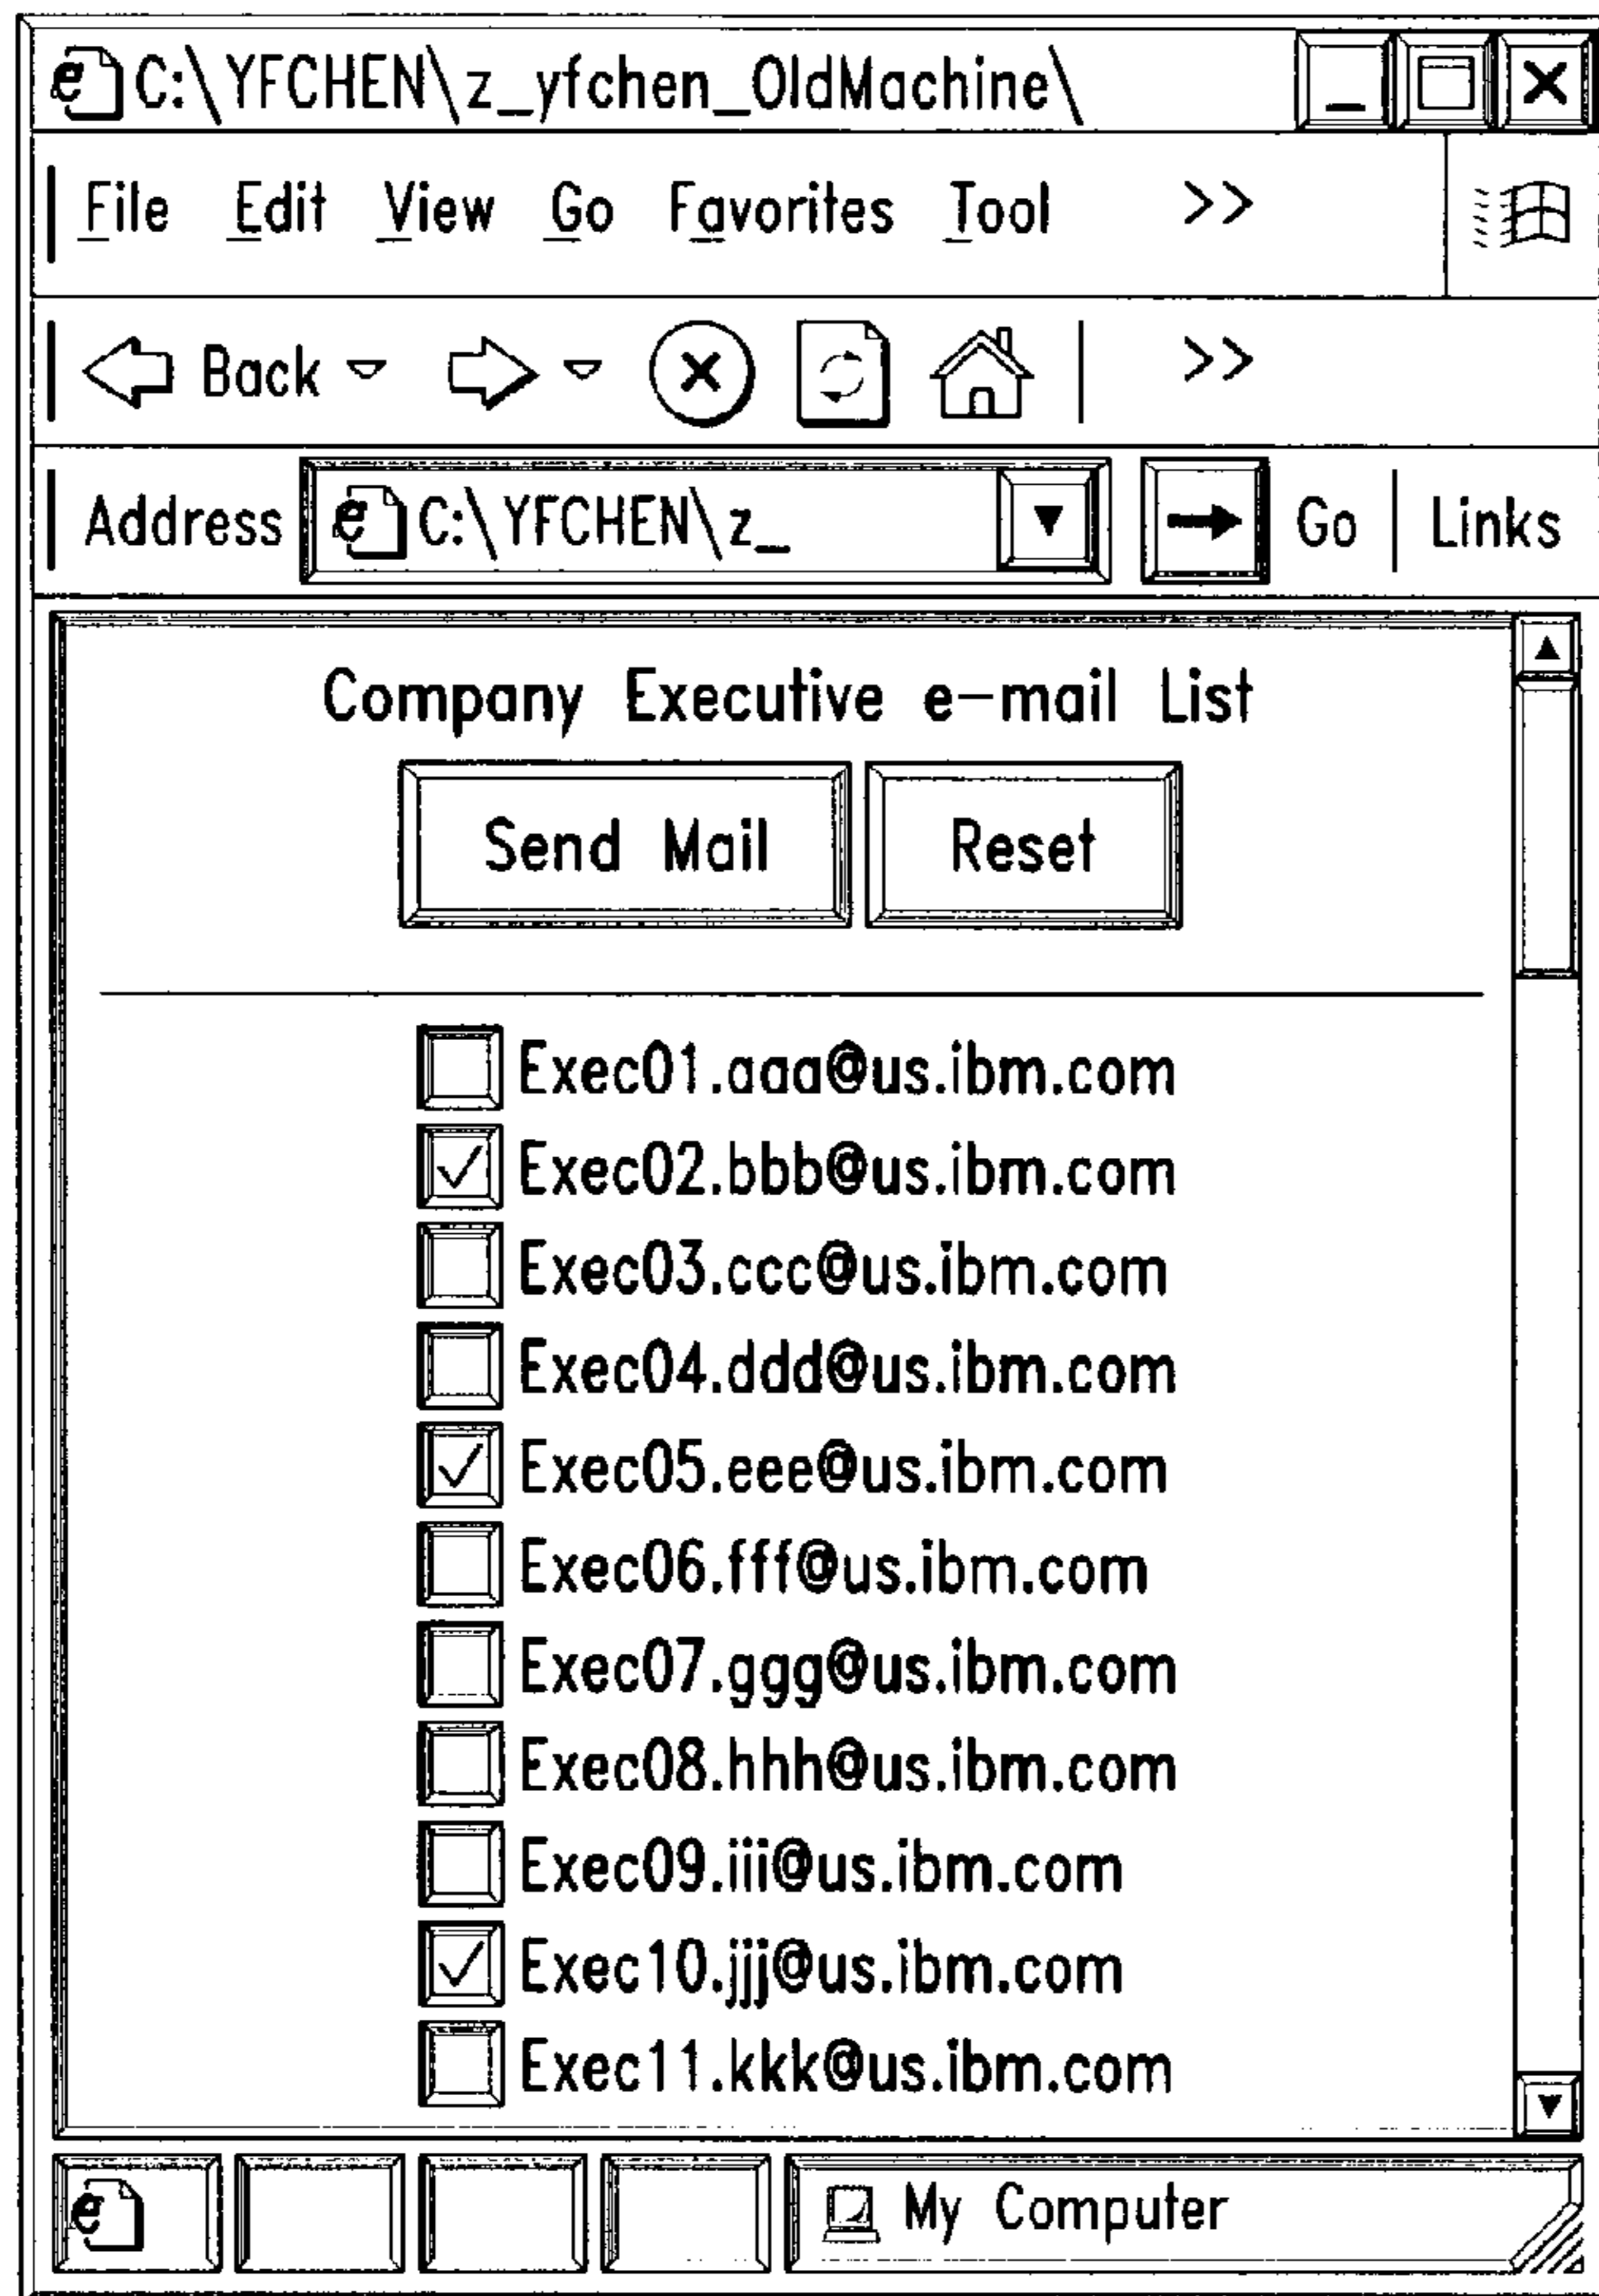 C:\YFCHEN\z_yfchen_OldMachine\
File Edit View Go Favorites Tool >>
Back >>
Address C:\YFCHEN\z_ Go Links
Company Executive e-mail List
Send Mail Reset
Exec01.aaa@us.ibm.com
Exec02.bbb@us.ibm.com
Exec03.ccc@us.ibm.com
Exec04.ddd@us.ibm.com
Exec05.eee@us.ibm.com
Exec06.fff@us.ibm.com
Exec07.ggg@us.ibm.com
Exec08.hhh@us.ibm.com
Exec09.iii@us.ibm.com
Exec10.jjj@us.ibm.com
Exec11.kkk@us.ibm.com
My Computer